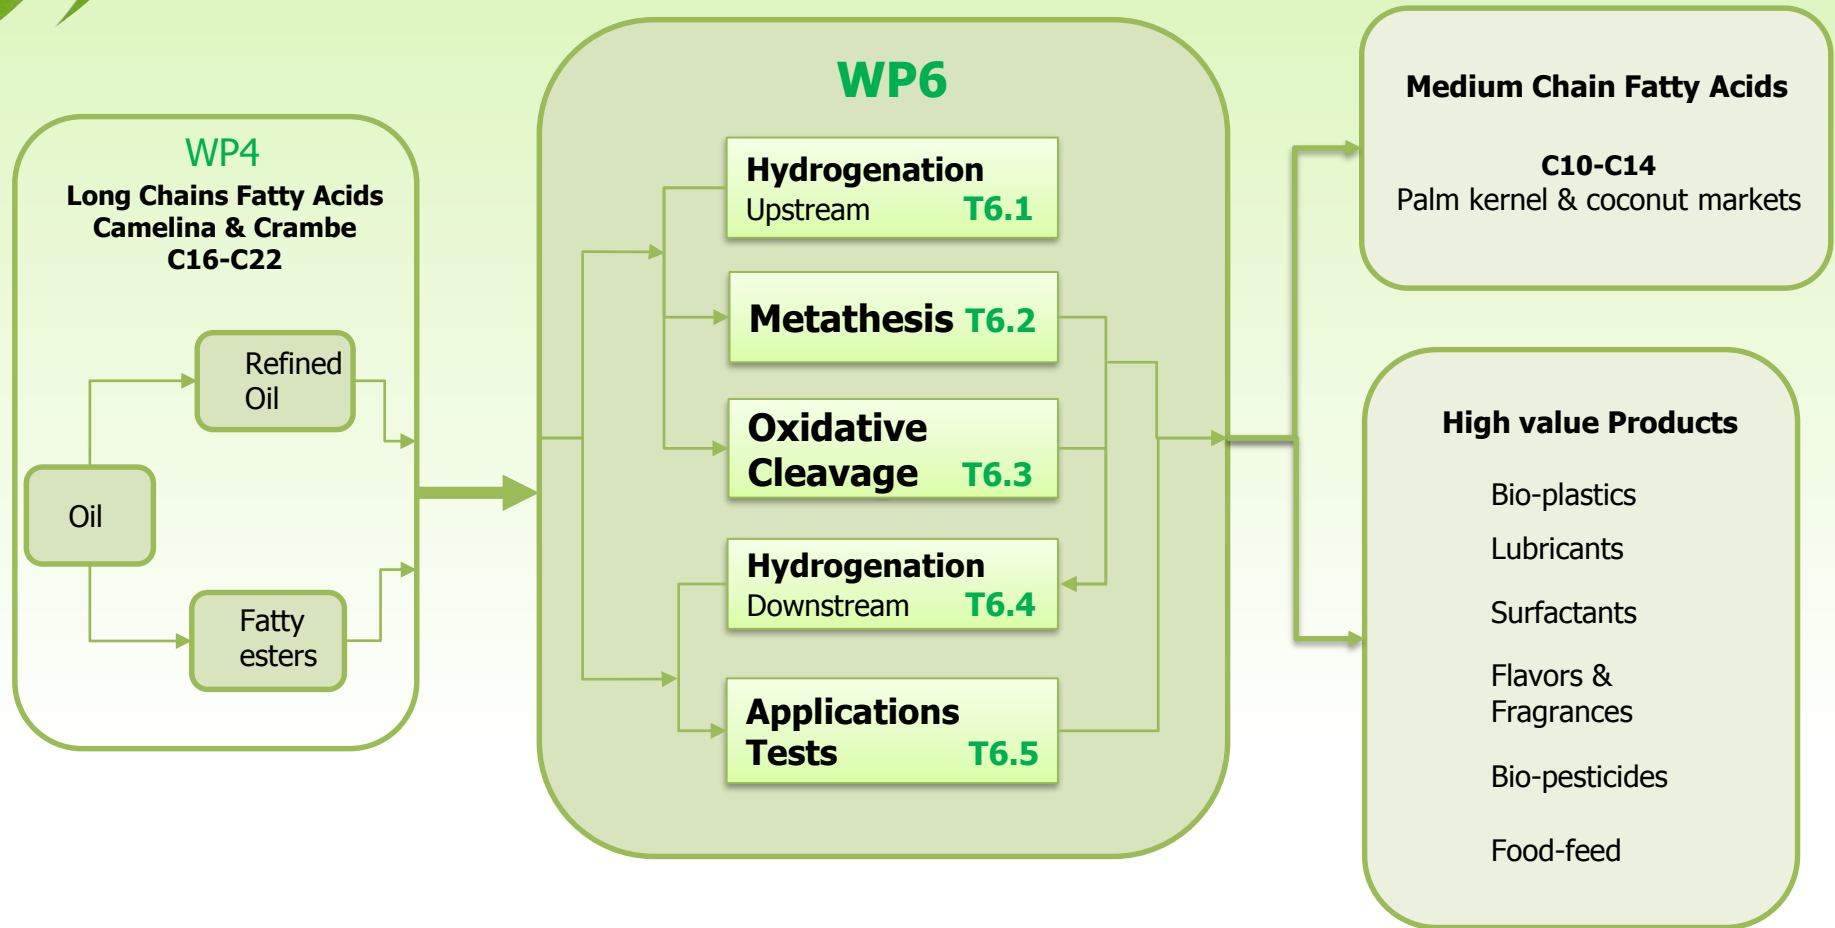 WP4
Long Chains Fatty Acids
Camelina & Crambe
C16-C22
Refined
Oil
Oil
Fatty
esters
WP6
Hydrogenation
Upstream T6.1
Metathesis T6.2
Oxidative
Cleavage T6.3
Hydrogenation
Downstream T6.4
Applications
Tests T6.5
Medium Chain Fatty Acids
C10-C14
Palm kernel & coconut markets
High value Products
Bio-plastics
Lubricants
Surfactants
Flavors &
Fragrances
Bio-pesticides
Food-feed